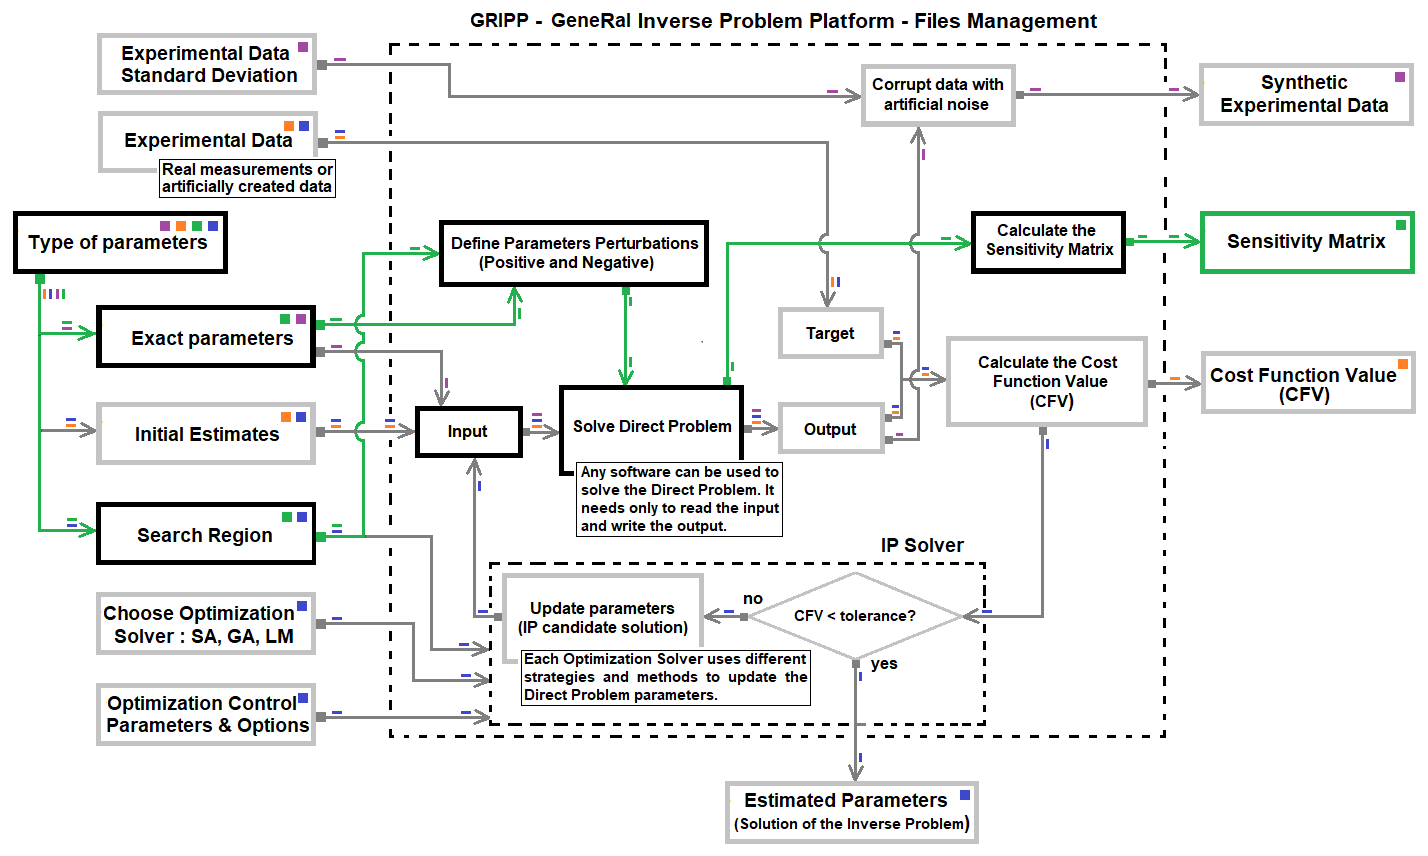 GRIPP - GeneRal Inverse Problem Platform - Files Management
Experimental Data
Standard Deviation
Corrupt data with
artificial noise
Synthetic
Experimental Data
Experimental Data
Real measurements or
artificially created data
Type of parameters
Define Parameters Perturbations
(Positive and Negative)
Calculate the
Sensitivity Matrix
Sensitivity Matrix
Exact parameters
Target
Calculate the Cost
Function Value
(CFV)
Cost Function Value
(CFV)
Initial Estimates
Input
Solve Direct Problem
Output
Any software can be used to
solve the Direct Problem. It
needs only to read the input
and write the output.
Search Region
IP Solver
Choose Optimization
Solver : SA, GA, LM
Update parameters
(IP candidate solution)
no
CFV < tolerance?
yes
Each Optimization Solver uses different
strategies and methods to update the
Direct Problem parameters.
Optimization Control
Parameters & Options
Estimated Parameters
(Solution of the Inverse Problem)